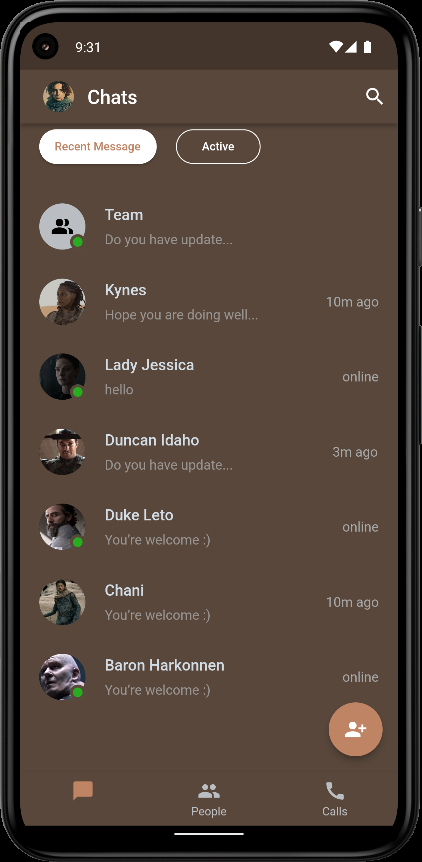 9:31
Chats
Recent Message
Active
Team
Do you have update...
Kynes
Hope you are doing well...
10m ago
Lady Jessica
hello
online
Duncan Idaho
Do you have update...
3m ago
Duke Leto
You're welcome :)
online
Chani
You're welcome :)
10m ago
Baron Harkonnen
You're welcome :)
online
People
Calls